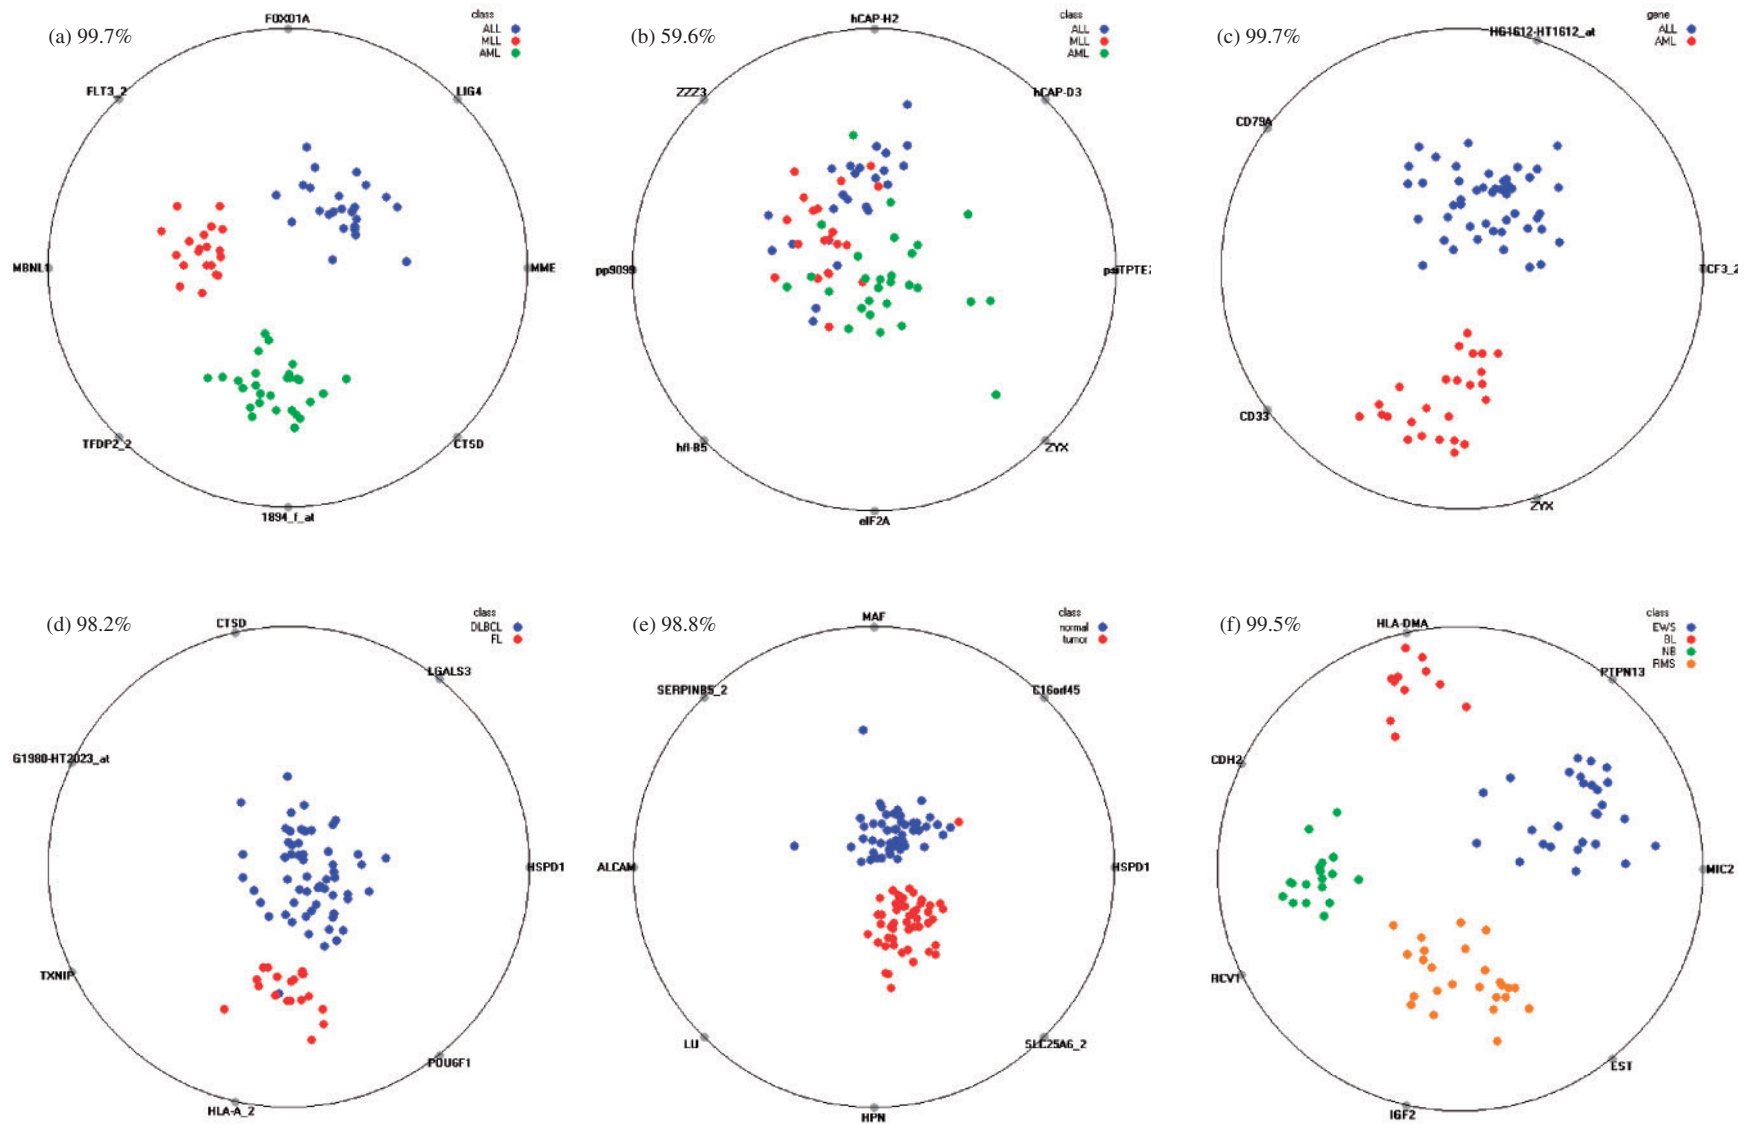 (a) 99.7%
FOXO1A
class
ALL
MLL
AML
FLT3_2
LIG4
MBNL1
MME
TFDP2_2
CTSD
1894_f_at
(b) 59.6%
hCAP-H2
class
ALL
MLL
AML
ZZZ3
hCAP-D3
pp9099
psiTPTE2
hfl-B5
ZYX
eIF2A
(c) 99.7%
gene
ALL
AML
HG1612-HT1612_at
CD79A
TCF3_2
CD33
ZYX
(d) 98.2%
CTSD
class
DLBCL
FL
LGALS3
G1980-HT2023_at
HSPD1
TXNIP
POU6F1
HLA-A_2
(e) 98.8%
MAF
class
normal
tumor
SERPINB5_2
C16orf45
ALCAM
HSPD1
LU
SLC25A6_2
HPN
(f) 99.5%
HLA-DMA
class
EWS
BL
NB
RMS
PTPN13
CDH2
MIC2
RCV1
EST
IGF2